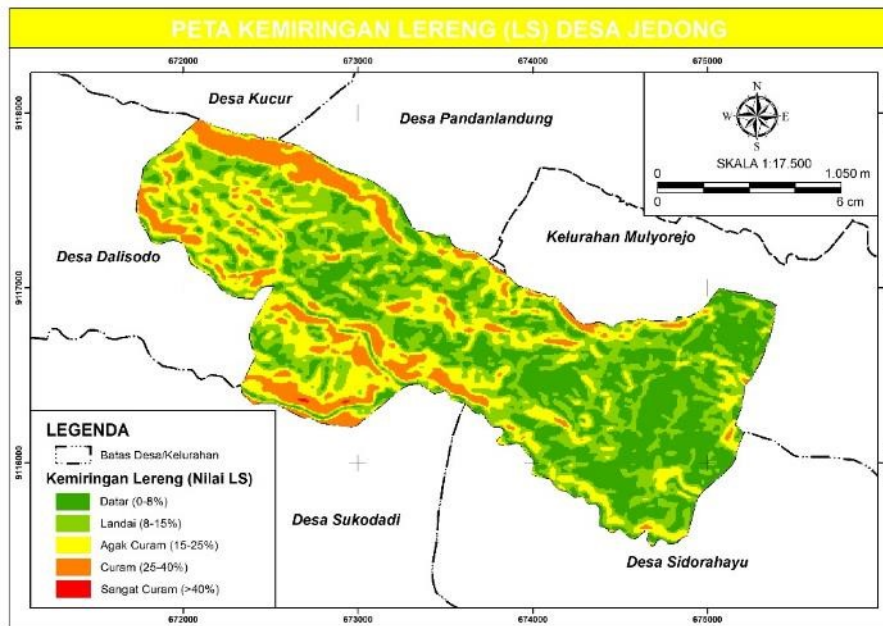 PETA KEMIRINGAN LERENG (LS) DESA JEDONG
672000 673000 674000 675000
9118000
9117000
9116000
Desa Kucur
Desa Pandanlandung
N
W E
S
SKALA 1:17.500
0 1.050 m
0 6 cm
Kelurahan Mulyorejo
Desa Dalisodo
LEGENDA
Batas Desa/Kelurahan
Kemiringan Lereng (Nilai LS)
Datar (0-8%)
Landai (8-15%)
Agak Curam (15-25%)
Curam (25-40%)
Sangat Curam (>40%)
Desa Sukodadi
Desa Sidorahayu
672000 673000 674000 675000